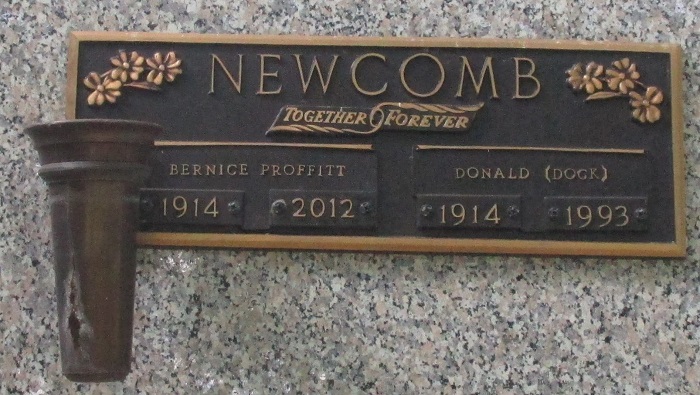 NEWCOMB
TOGETHER FOREVER
BERNICE PROFFITT
DONALD (DOCK)
1914 2012
1914 1993